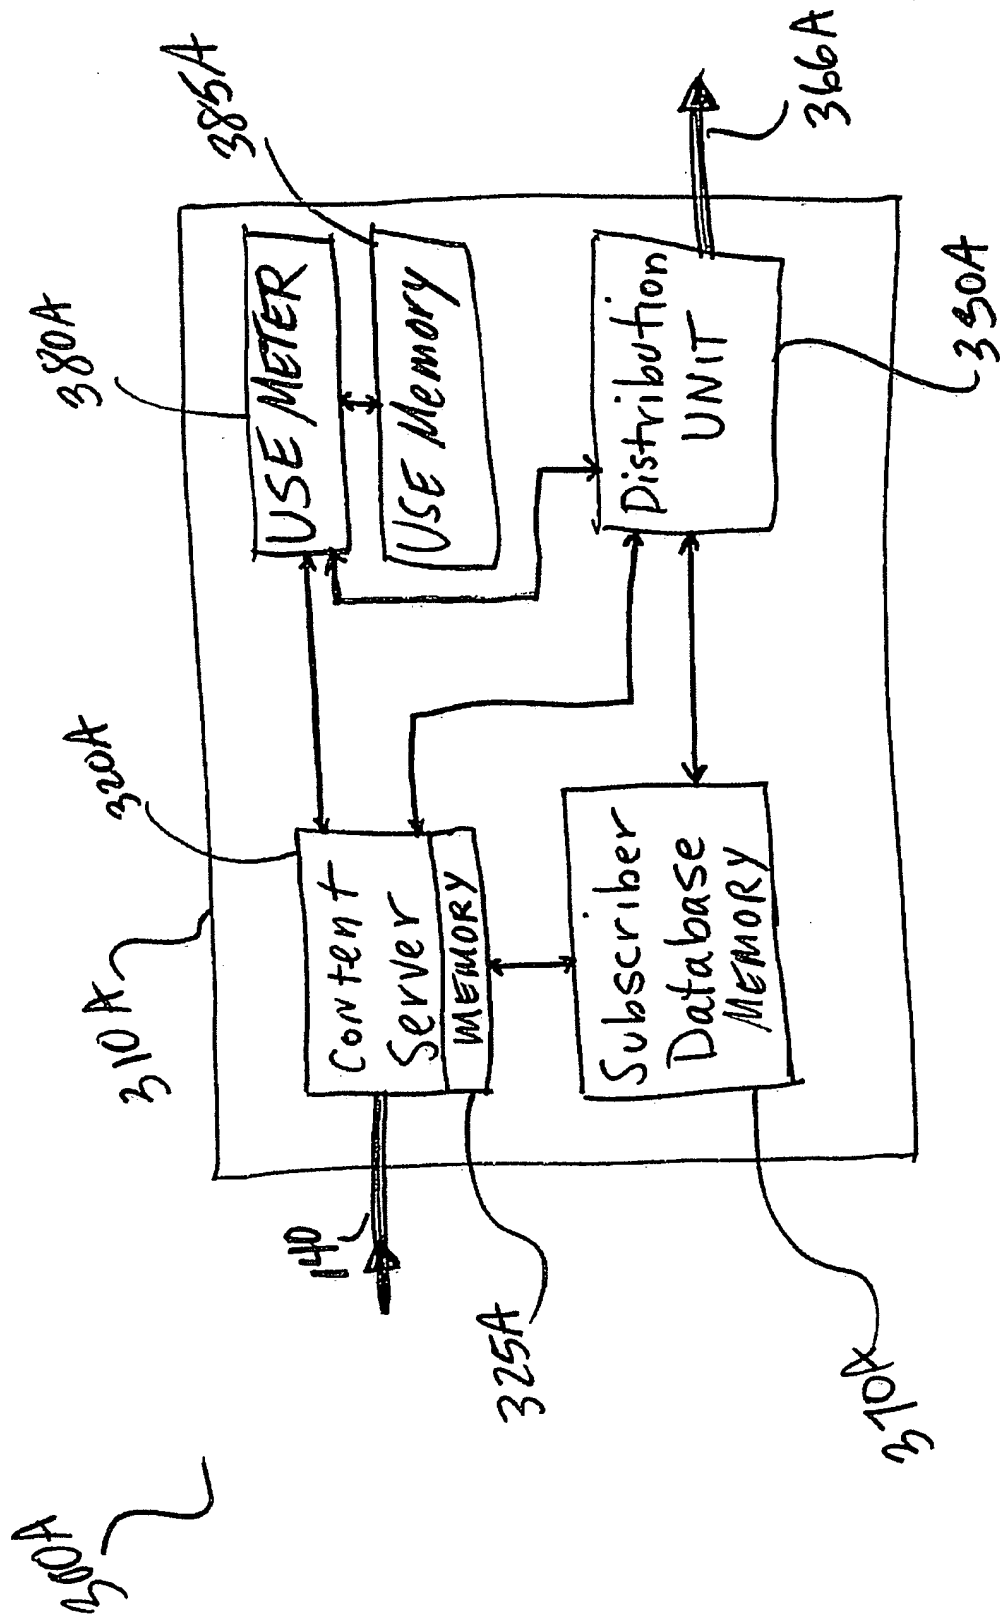 300A
310A
320A
380A
385A
140
Content
Server
MEMORY
USE METER
USE Memory
325A
Subscriber
Database
MEMORY
Distribution
UNIT
366A
370A
330A